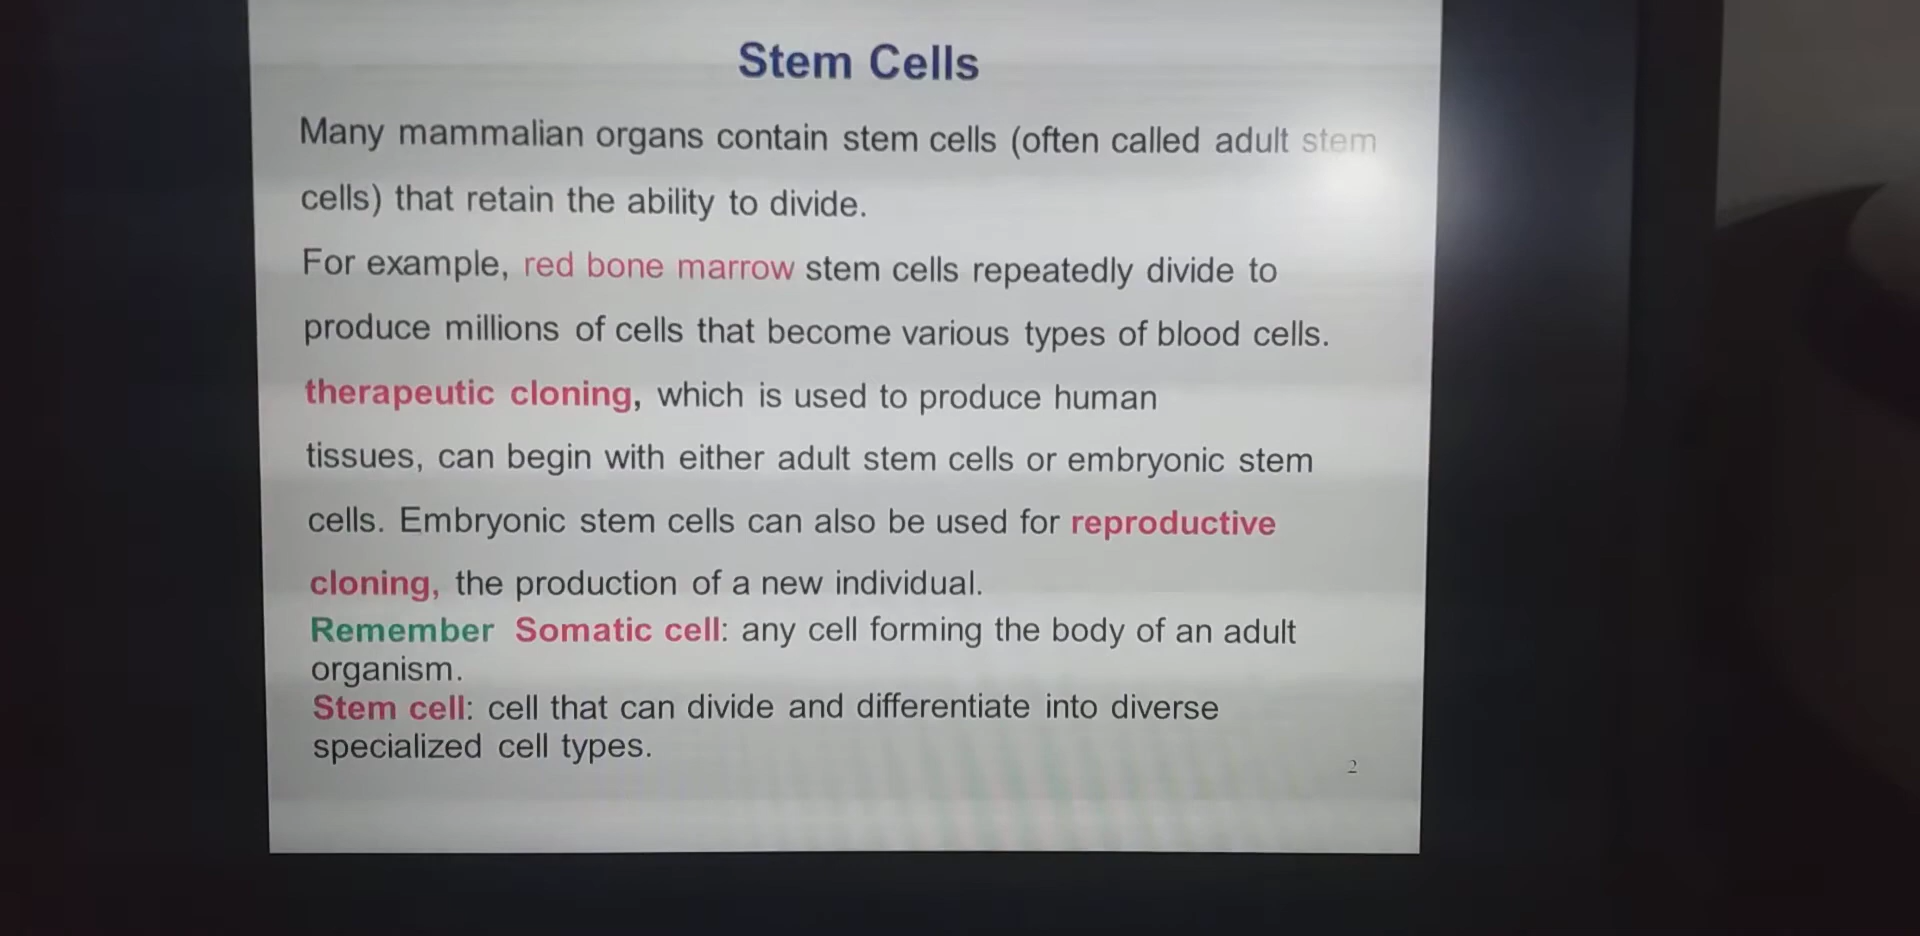 Stem Cells
Many mammalian organs contain stem cells (often called adult stem
cells) that retain the ability to divide.
For example, red bone marrow stem cells repeatedly divide to
produce millions of cells that become various types of blood cells.
therapeutic cloning, which is used to produce human
tissues, can begin with either adult stem cells or embryonic stem
cells. Embryonic stem cells can also be used for reproductive
cloning, the production of a new individual.
Remember Somatic cell: any cell forming the body of an adult
organism.
Stem cell: cell that can divide and differentiate into diverse
specialized cell types.
2